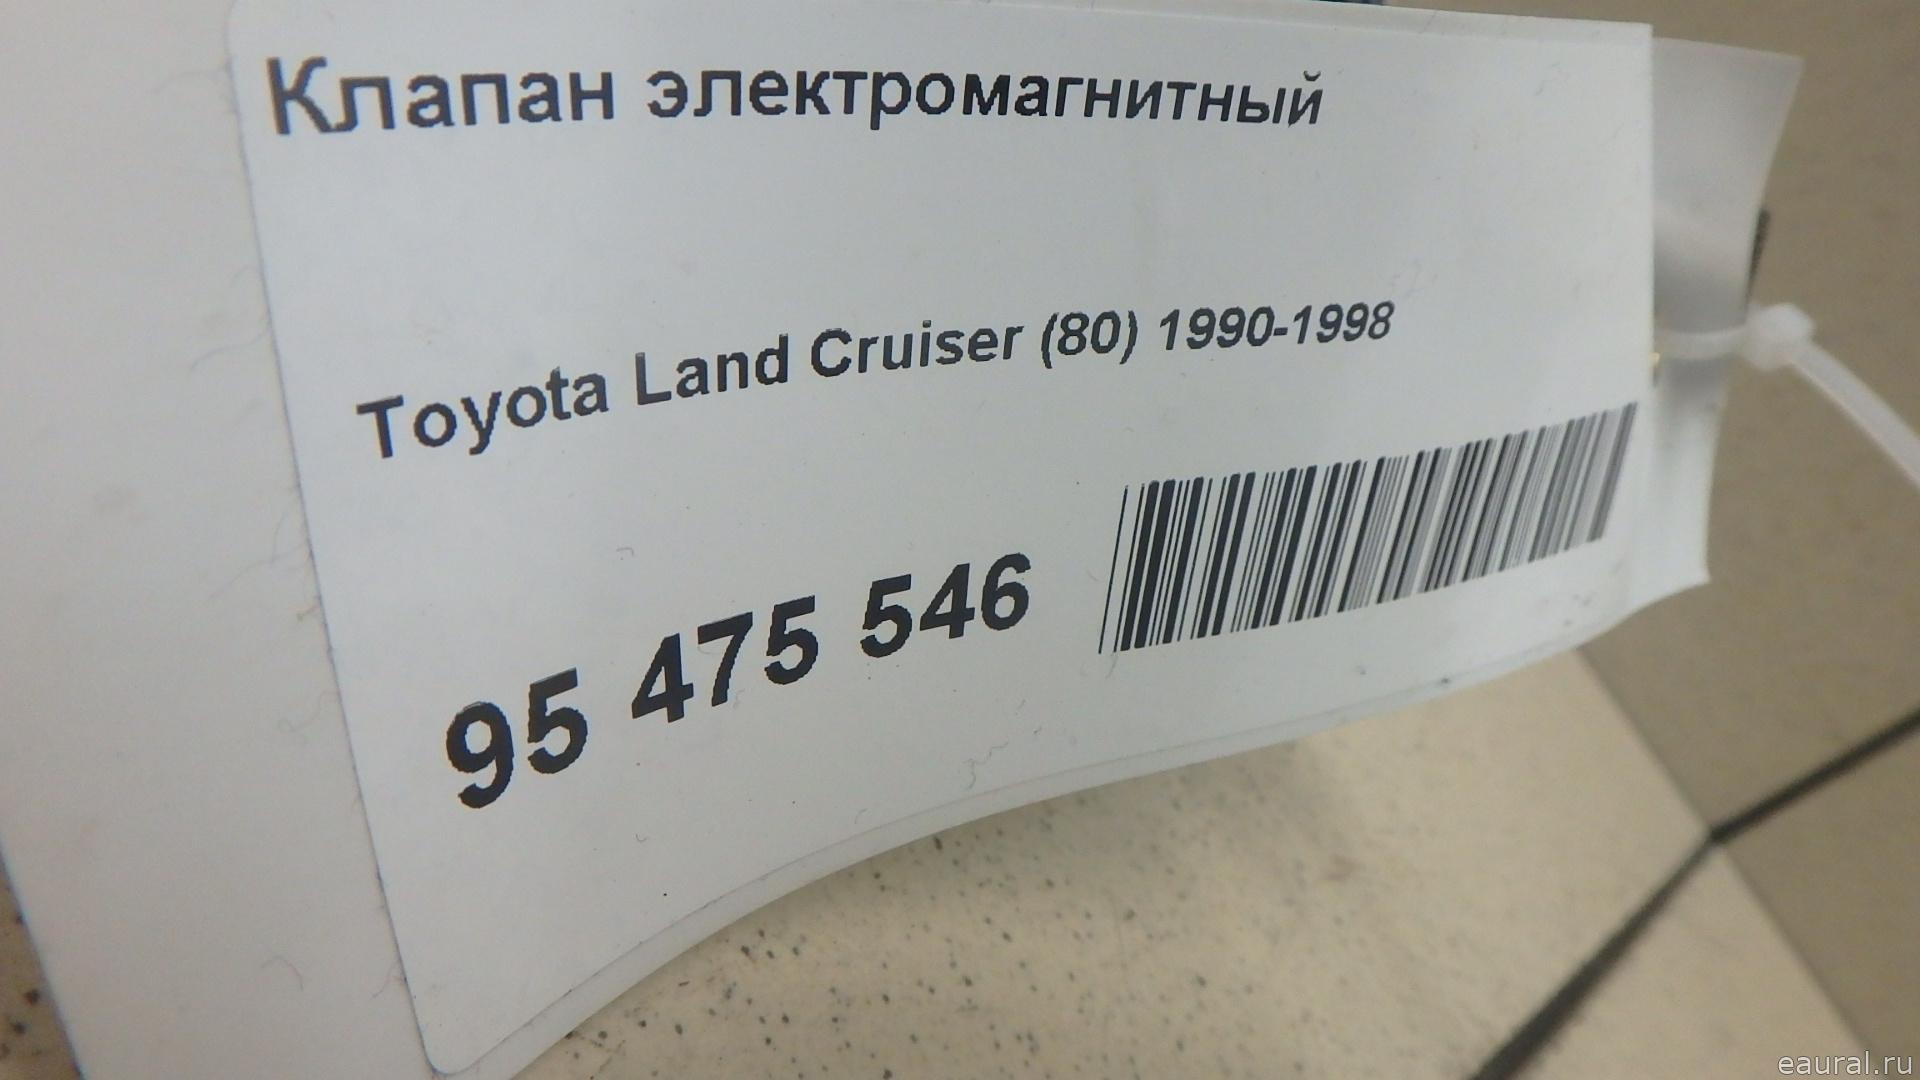 Клапан электромагнитный
Toyota Land Cruiser (80) 1990-1998
95 475 546
eaural.ru